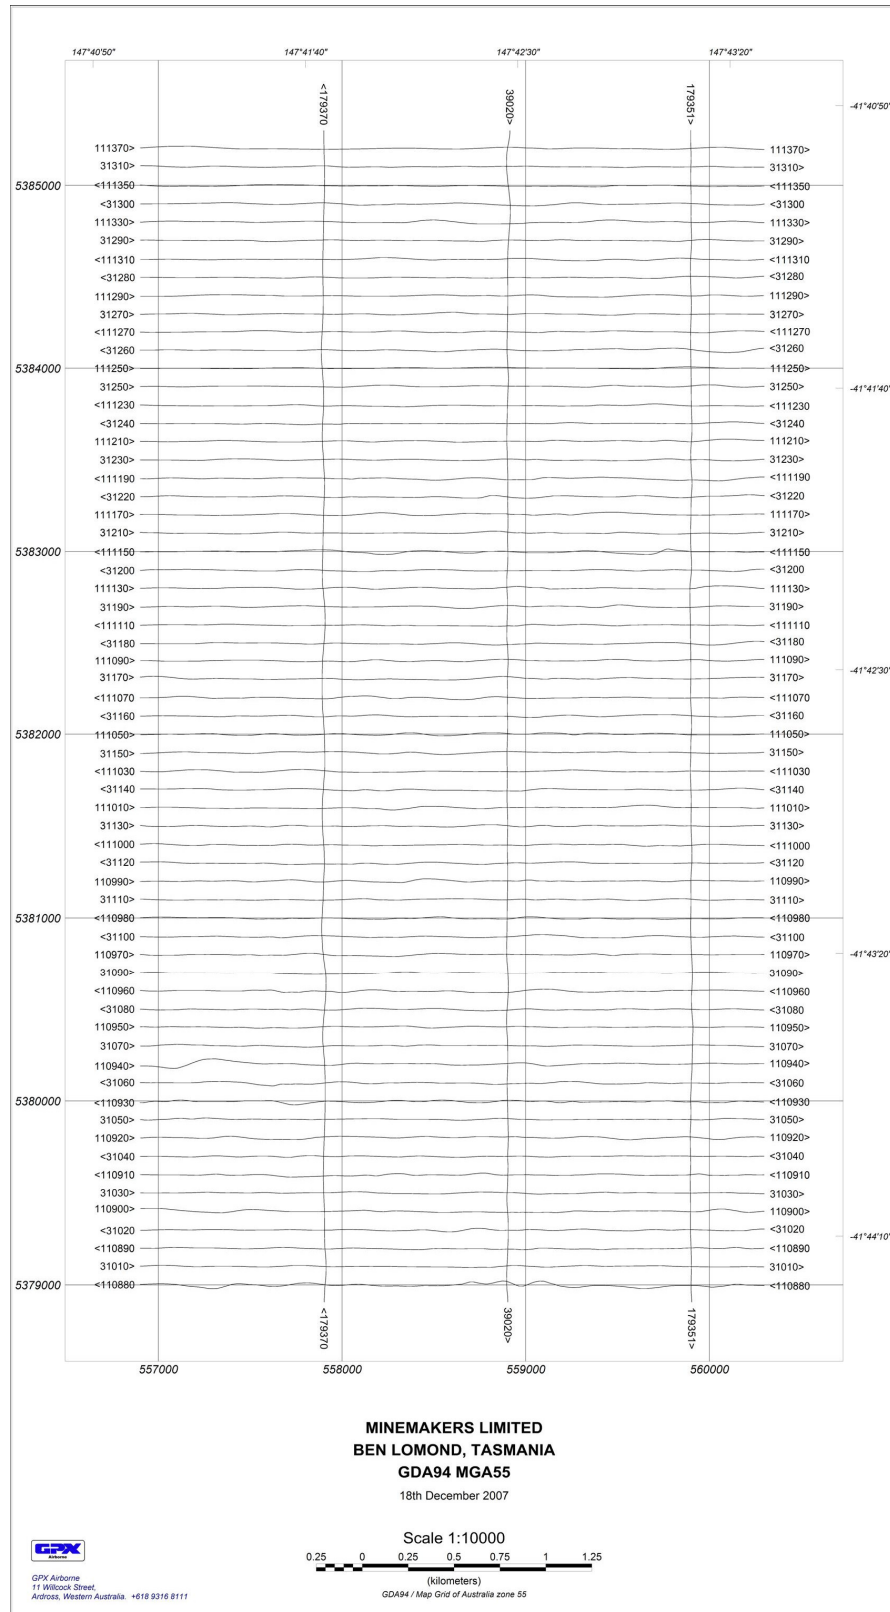 147°40'50" 147°41'40" 147°42'30" 147°43'20"
<179370 39020> 179351>
-41°40'50"
111370> 111370>
31310> 31310>
5385000 <111350 <111350
<31300 <31300
111330> 111330>
31290> 31290>
<111310 <111310
<31280 <31280
111290> 111290>
31270> 31270>
<111270 <111270
<31260 <31260
5384000 111250> 111250>
31250> 31250> -41°41'40"
<111230 <111230
<31240 <31240
111210> 111210>
31230> 31230>
<111190 <111190
<31220 <31220
111170> 111170>
31210> 31210>
5383000 <111150 <111150
<31200 <31200
111130> 111130>
31190> 31190>
<111110 <111110
<31180 <31180
111090> 111090> -41°42'30"
31170> 31170>
<111070 <111070
<31160 <31160
5382000 111050> 111050>
31150> 31150>
<111030 <111030
<31140 <31140
111010> 111010>
31130> 31130>
<111000 <111000
<31120 <31120
110990> 110990>
31110> 31110>
5381000 <110980 <110980
<31100 <31100
110970> 110970> -41°43'20"
31090> 31090>
<110960 <110960
<31080 <31080
110950> 110950>
31070> 31070>
110940> 110940>
<31060 <31060
5380000 <110930 <110930
31050> 31050>
110920> 110920>
<31040 <31040
<110910 <110910
31030> 31030>
110900> 110900>
<31020 <31020 -41°44'10"
<110890 <110890
31010> 31010>
5379000 <110880 <110880
<179370 39020> 179351>
557000 558000 559000 560000
MINEMAKERS LIMITED
BEN LOMOND, TASMANIA
GDA94 MGA55
18th December 2007
Scale 1:10000
0.25 0 0.25 0.5 0.75 1 1.25
(kilometers)
GDA94 / Map Grid of Australia zone 55
GPX
Airborne
GPX Airborne
11 Willcock Street,
Ardross, Western Australia. +618 9316 8111